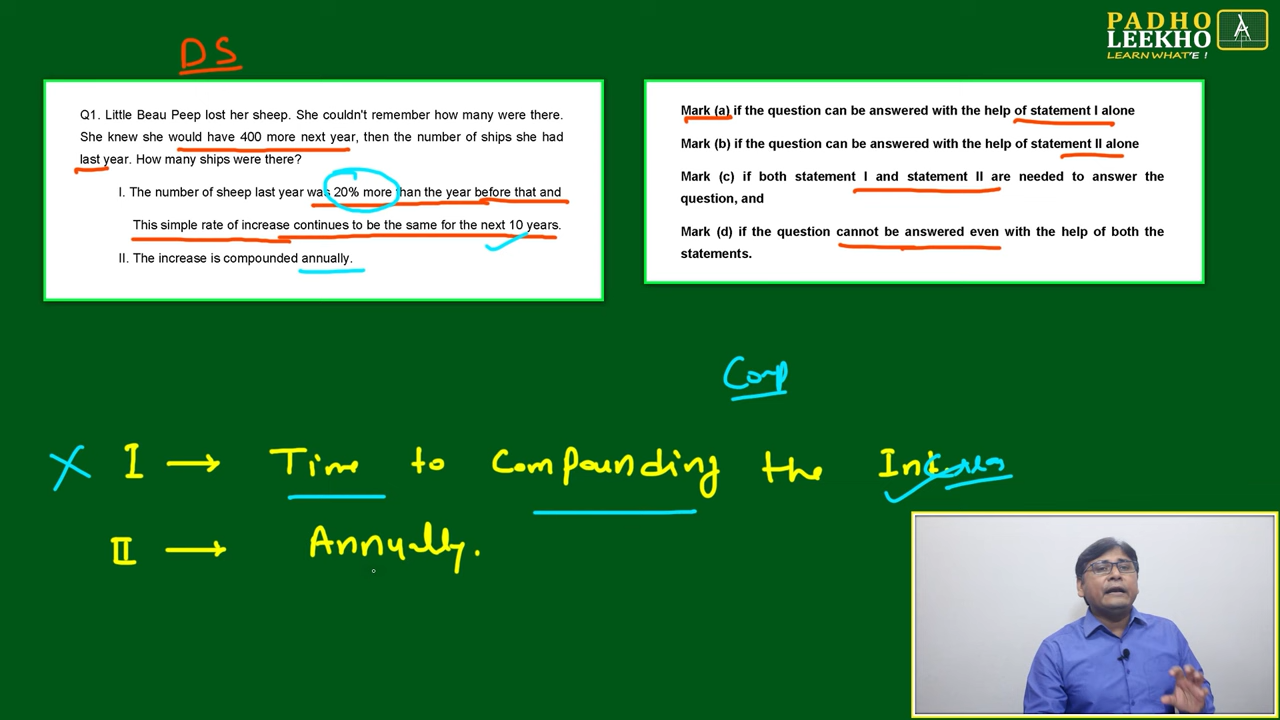 PADHO
LEEKHO
LEARN WHAT'E !
DS
Q1. Little Beau Peep lost her sheep. She couldn't remember how many were there.
She knew she would have 400 more next year, then the number of ships she had
last year. How many ships were there?
I. The number of sheep last year was 20% more than the year before that and
This simple rate of increase continues to be the same for the next 10 years.
II. The increase is compounded annually.
Mark (a) if the question can be answered with the help of statement I alone
Mark (b) if the question can be answered with the help of statement II alone
Mark (c) if both statement I and statement II are needed to answer the
question, and
Mark (d) if the question cannot be answered even with the help of both the
statements.
Comp
X I → Time to Compounding the
II → Annually.